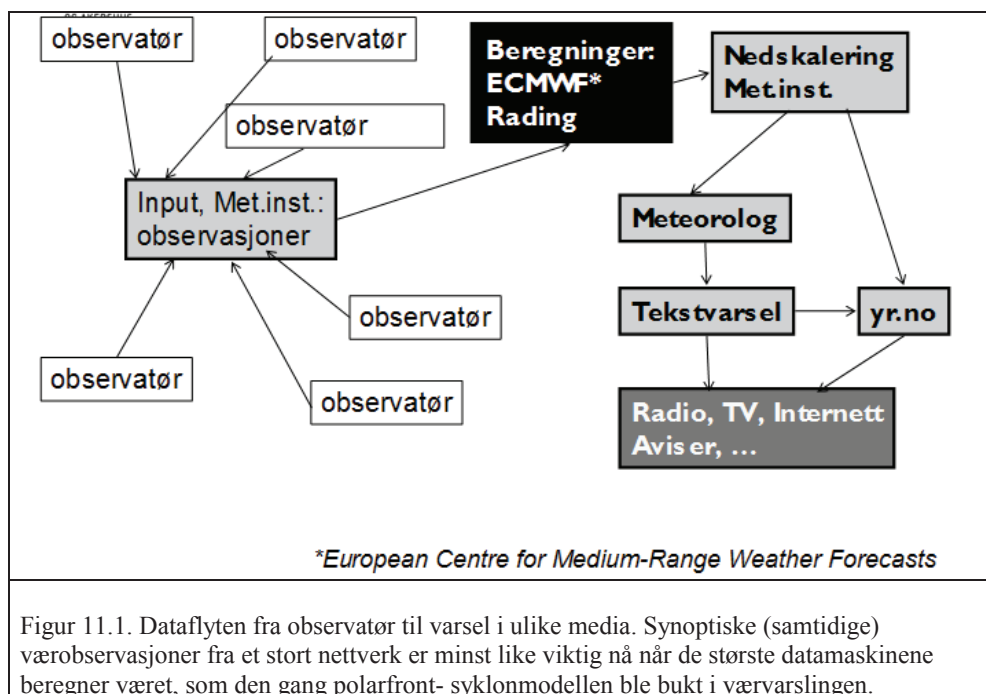 observatør
observatør
observatør
Input, Met.inst.:
observasjoner
observatør
observatør
observatør
Beregninger:
ECMWF*
Rading
Nedskalering
Met.inst.
Meteorolog
Tekstvarsel
yr.no
Radio, TV, Internett
Aviser, ...
*European Centre for Medium-Range Weather Forecasts
Figur 11.1. Dataflyten fra observatør til varsel i ulike media. Synoptiske (samtidige)
værobservasjoner fra et stort nettverk er minst like viktig nå når de største datamaskinene
beregner været, som den gang polarfront- syklonmodellen ble bukt i værvarslingen.